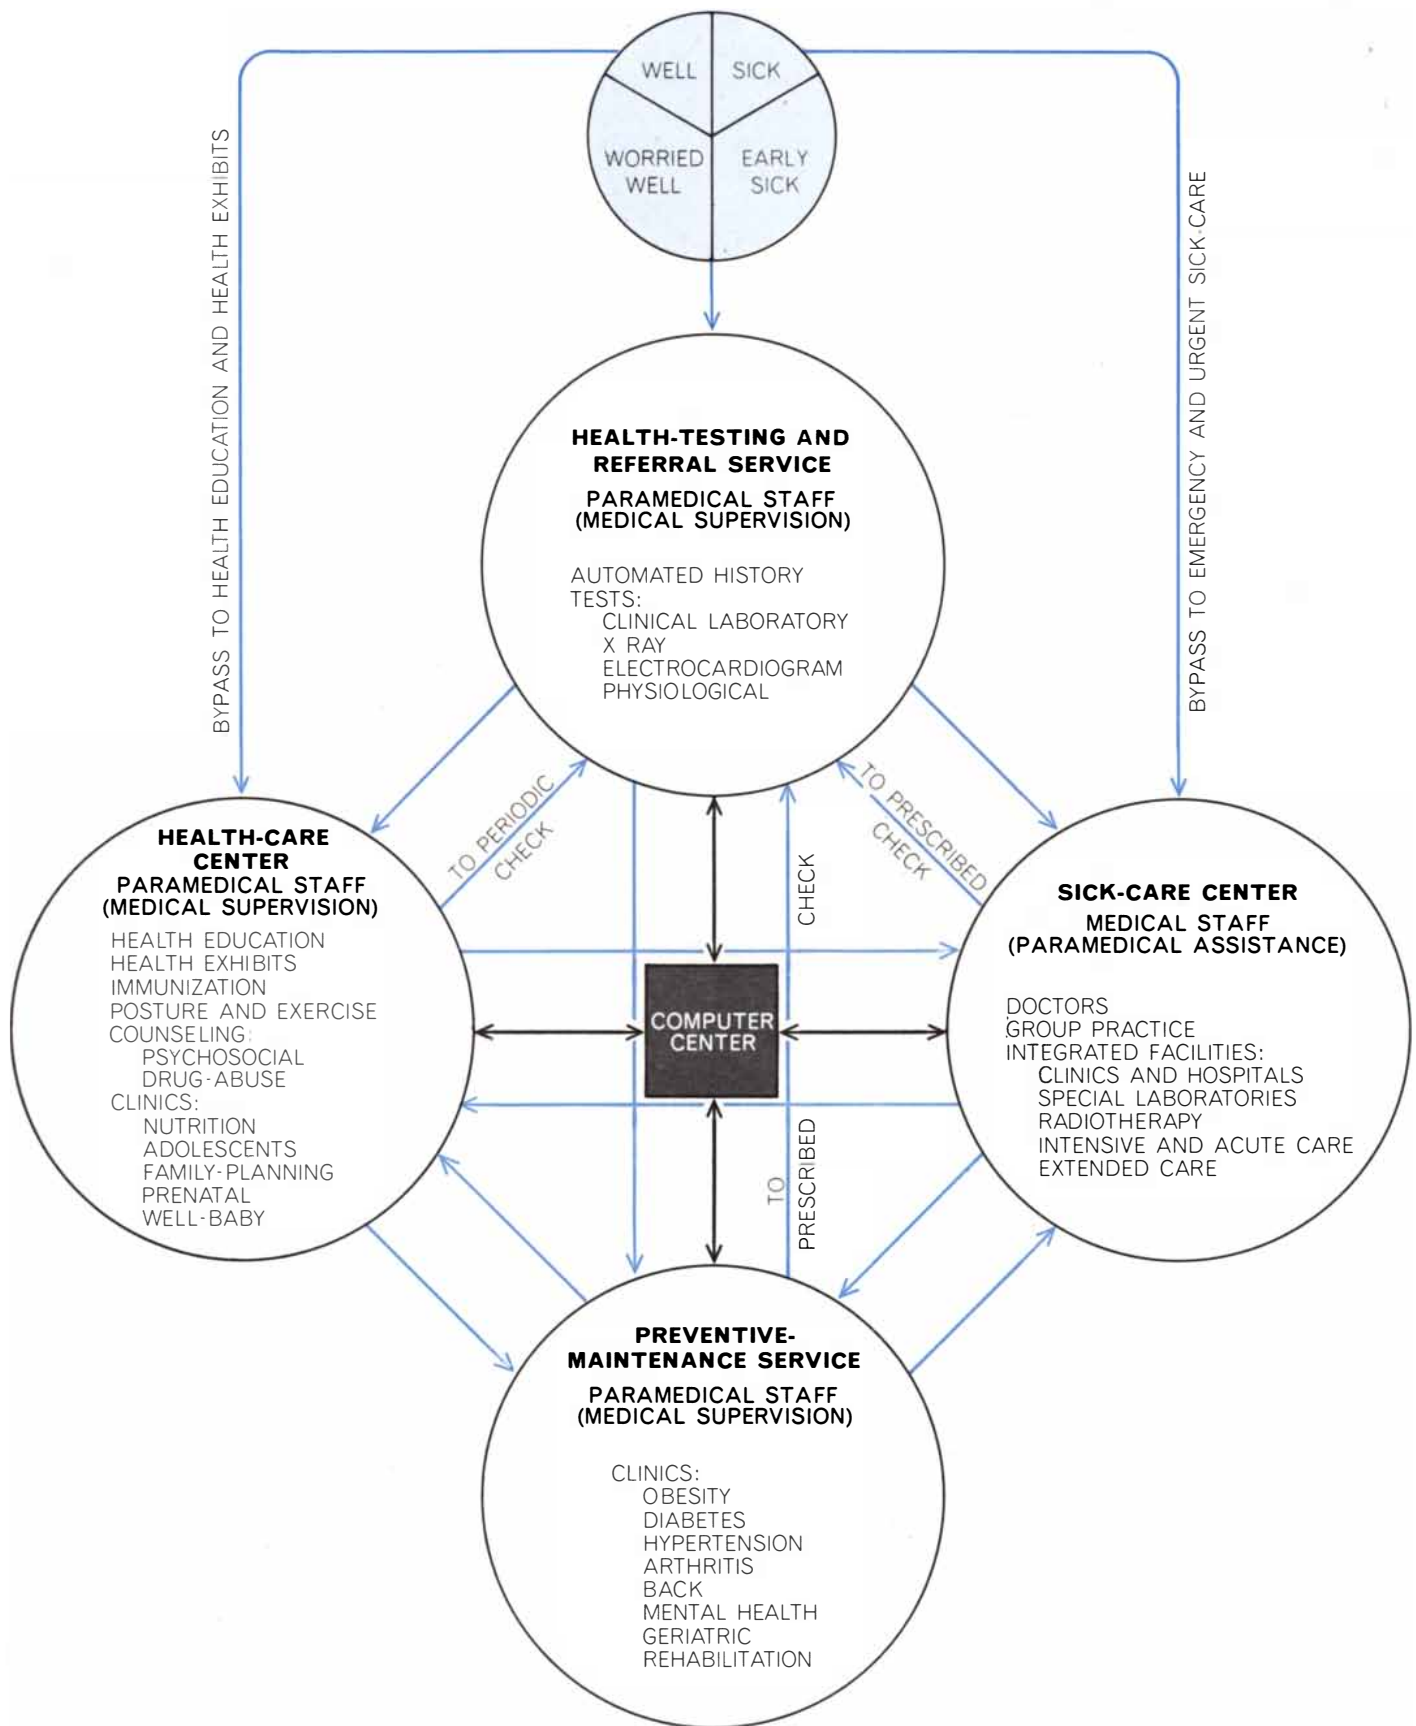 WELL
SICK
WORRIED
WELL
EARLY
SICK
BYPASS TO HEALTH EDUCATION AND HEALTH EXHIBITS
BYPASS TO EMERGENCY AND URGENT SICK-CARE
HEALTH-TESTING AND
REFERRAL SERVICE
PARAMEDICAL STAFF
(MEDICAL SUPERVISION)
AUTOMATED HISTORY
TESTS:
CLINICAL LABORATORY
X RAY
ELECTROCARDIOGRAM
PHYSIOLOGICAL
TO PERIODIC
CHECK
TO PRESCRIBED
CHECK
HEALTH-CARE
CENTER
PARAMEDICAL STAFF
(MEDICAL SUPERVISION)
HEALTH EDUCATION
HEALTH EXHIBITS
IMMUNIZATION
POSTURE AND EXERCISE
COUNSELING:
PSYCHOSOCIAL
DRUG-ABUSE
CLINICS:
NUTRITION
ADOLESCENTS
FAMILY-PLANNING
PRENATAL
WELL-BABY
COMPUTER
CENTER
TO
PRESCRIBED
CHECK
SICK-CARE CENTER
MEDICAL STAFF
(PARAMEDICAL ASSISTANCE)
DOCTORS
GROUP PRACTICE
INTEGRATED FACILITIES:
CLINICS AND HOSPITALS
SPECIAL LABORATORIES
RADIOTHERAPY
INTENSIVE AND ACUTE CARE
EXTENDED CARE
PREVENTIVE-
MAINTENANCE SERVICE
PARAMEDICAL STAFF
(MEDICAL SUPERVISION)
CLINICS:
OBESITY
DIABETES
HYPERTENSION
ARTHRITIS
BACK
MENTAL HEALTH
GERIATRIC
REHABILITATION